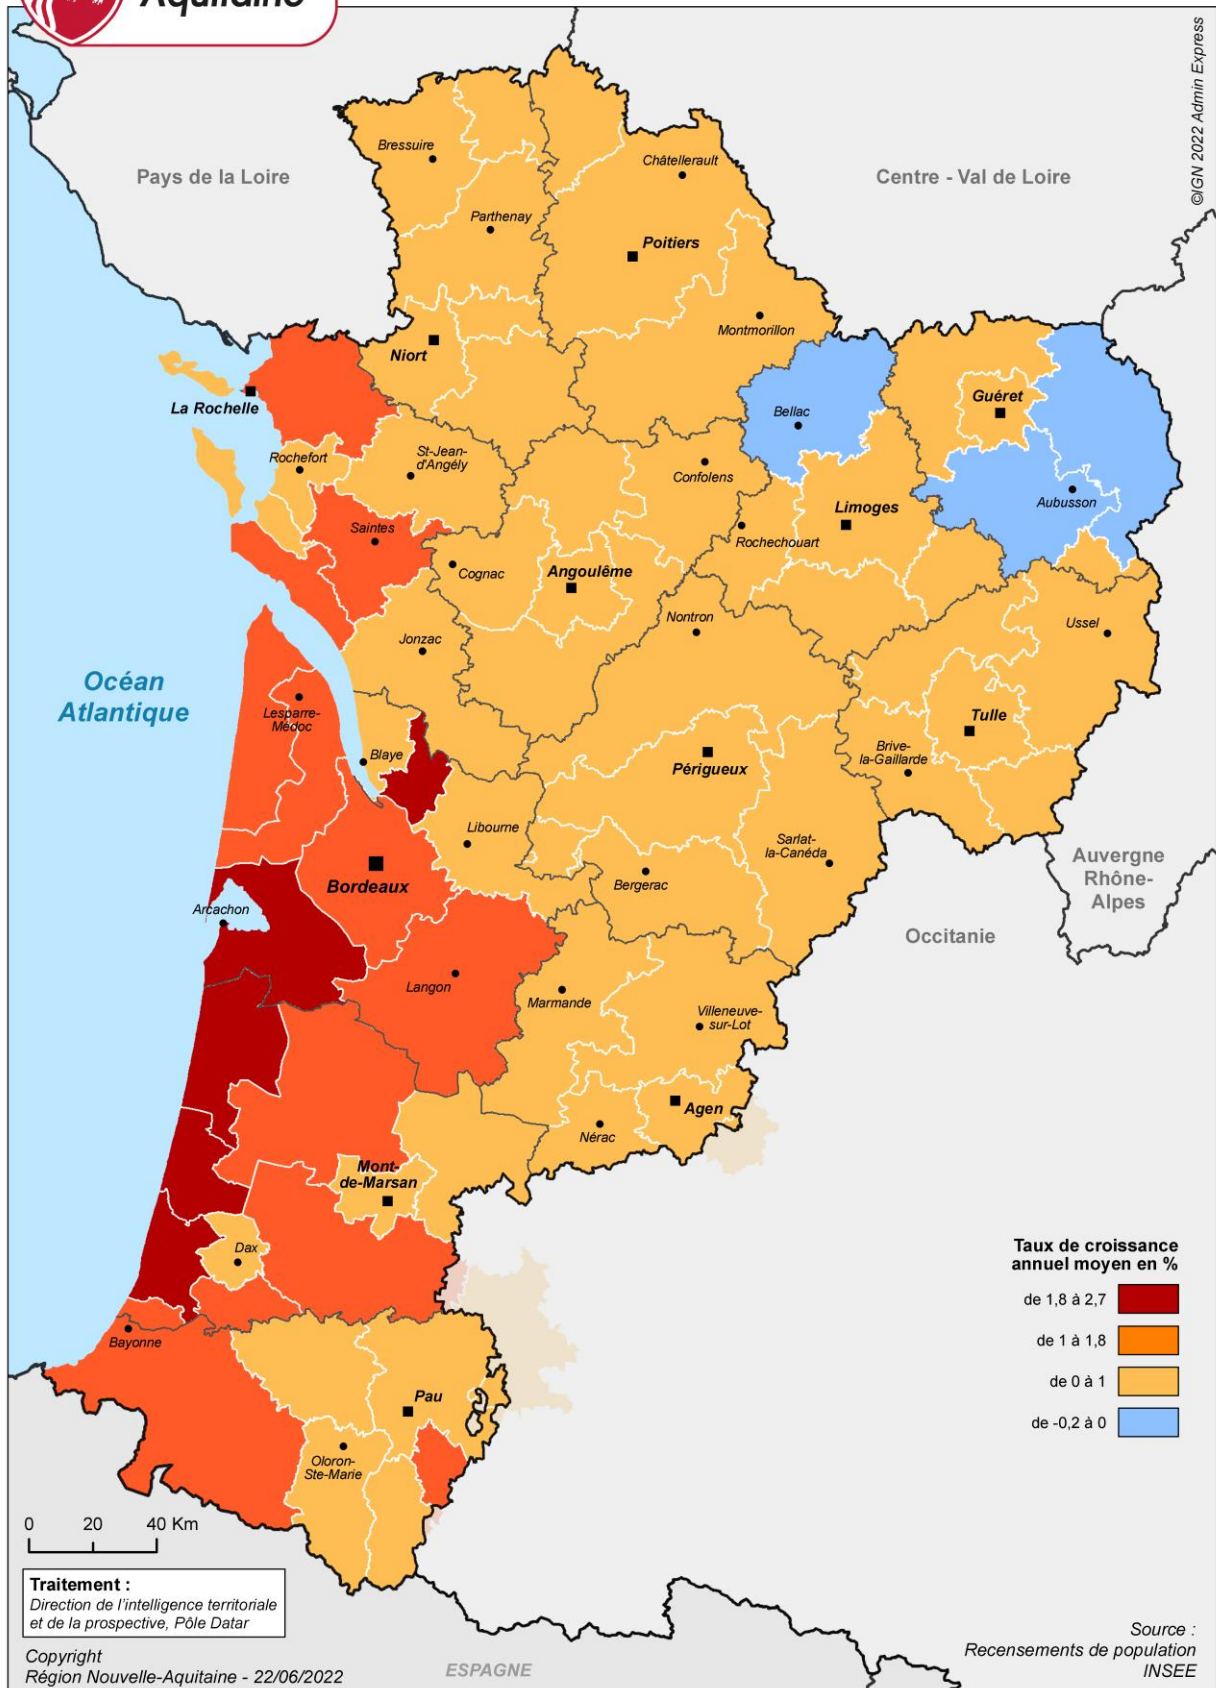 Aquitaine
©IGN 2022 Admin Express
Pays de la Loire
Centre - Val de Loire
Bressuire
Châtellerault
Parthenay
Poitiers
Montmorillon
Niort
La Rochelle
Bellac
Guéret
Rochefort
St-Jean-
d'Angély
Confolens
Aubusson
Limoges
Saintes
Rochechouart
Cognac
Angoulême
Nontron
Ussel
Jonzac
Océan
Atlantique
Lesparre-
Médoc
Tulle
Blaye
Périgueux
Brive-
la-Gaillarde
Libourne
Sarlat-
la-Canéda
Auvergne
Rhône-
Alpes
Bordeaux
Bergerac
Arcachon
Occitanie
Langon
Marmande
Villeneuve-
sur-Lot
Agen
Nérac
Mont-
de-Marsan
Dax
Taux de croissance
annuel moyen en %
de 1,8 à 2,7
de 1 à 1,8
de 0 à 1
de -0,2 à 0
Bayonne
Pau
Oloron-
Ste-Marie
0 20 40 Km
Traitement :
Direction de l'intelligence territoriale
et de la prospective, Pôle Datar
Copyright
Région Nouvelle-Aquitaine - 22/06/2022
ESPAGNE
Source :
Recensements de population
INSEE